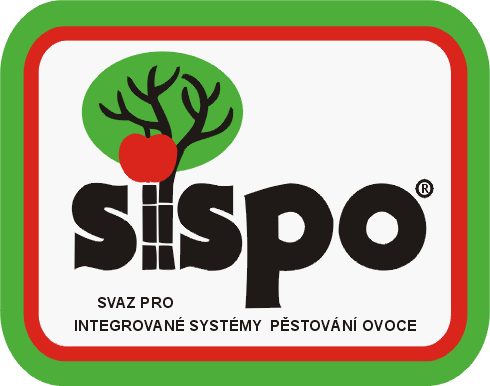 sispo®
SVAZ PRO
INTEGROVANÉ SYSTÉMY PĚSTOVÁNÍ OVOCE